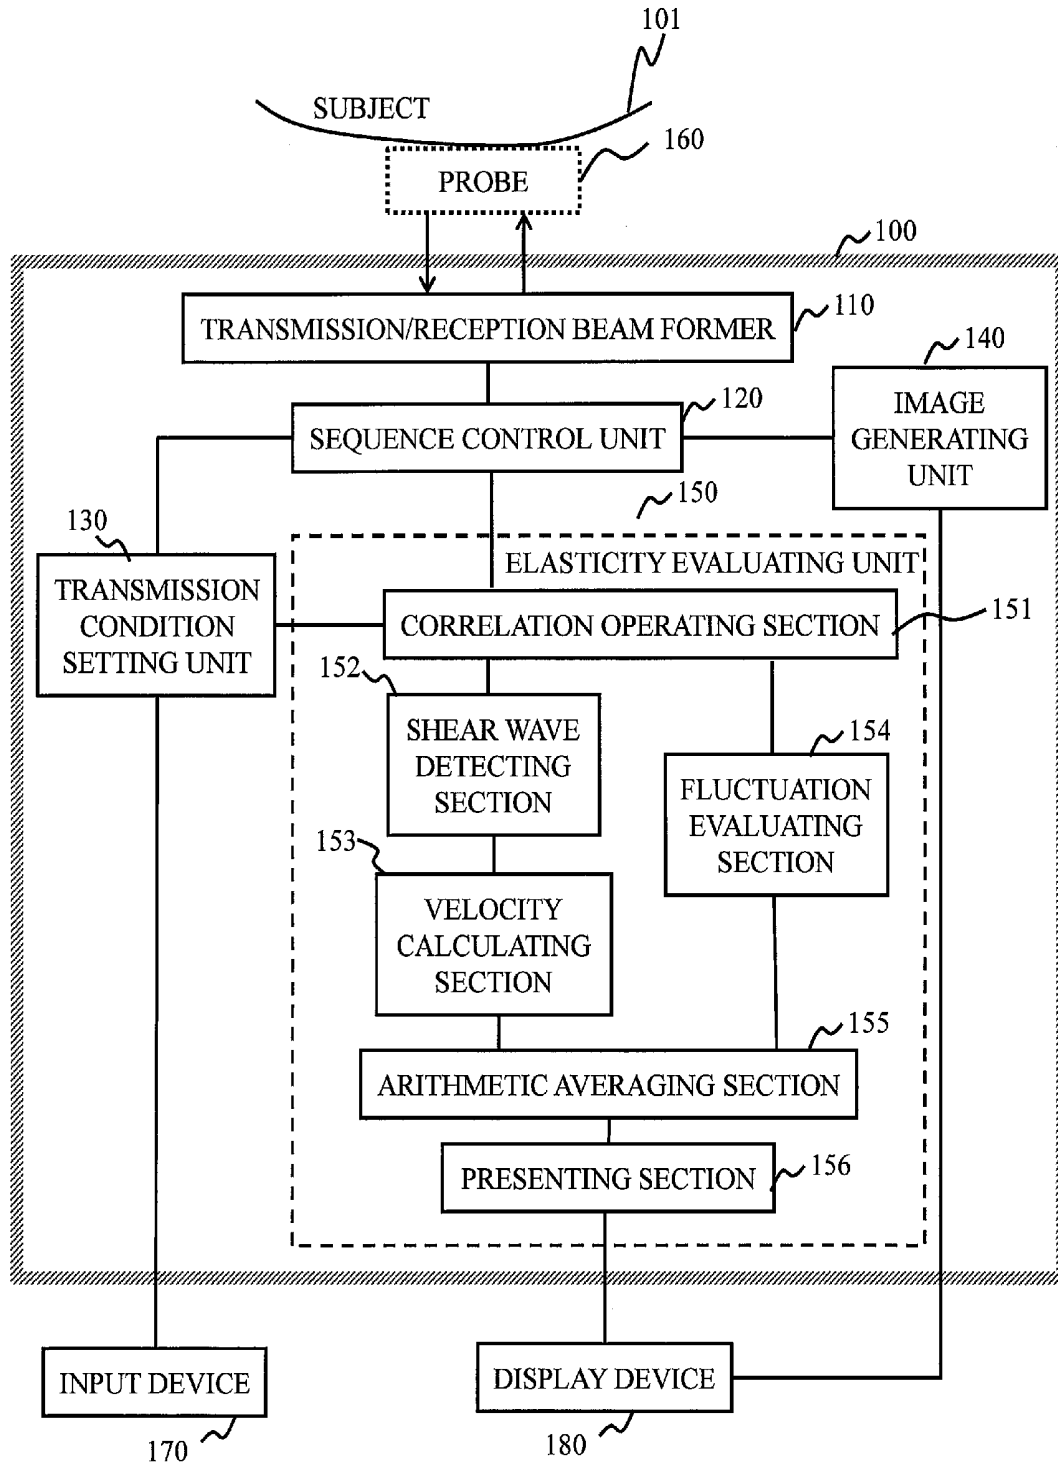 101
SUBJECT
160
PROBE
100
110
TRANSMISSION/RECEPTION BEAM FORMER
140
120
IMAGE
GENERATING
UNIT
SEQUENCE CONTROL UNIT
150
130
ELASTICITY EVALUATING UNIT
TRANSMISSION
CONDITION
SETTING UNIT
CORRELATION OPERATING SECTION
151
152
SHEAR WAVE
DETECTING
SECTION
154
FLUCTUATION
EVALUATING
SECTION
153
VELOCITY
CALCULATING
SECTION
155
ARITHMETIC AVERAGING SECTION
PRESENTING SECTION
156
INPUT DEVICE
DISPLAY DEVICE
170
180